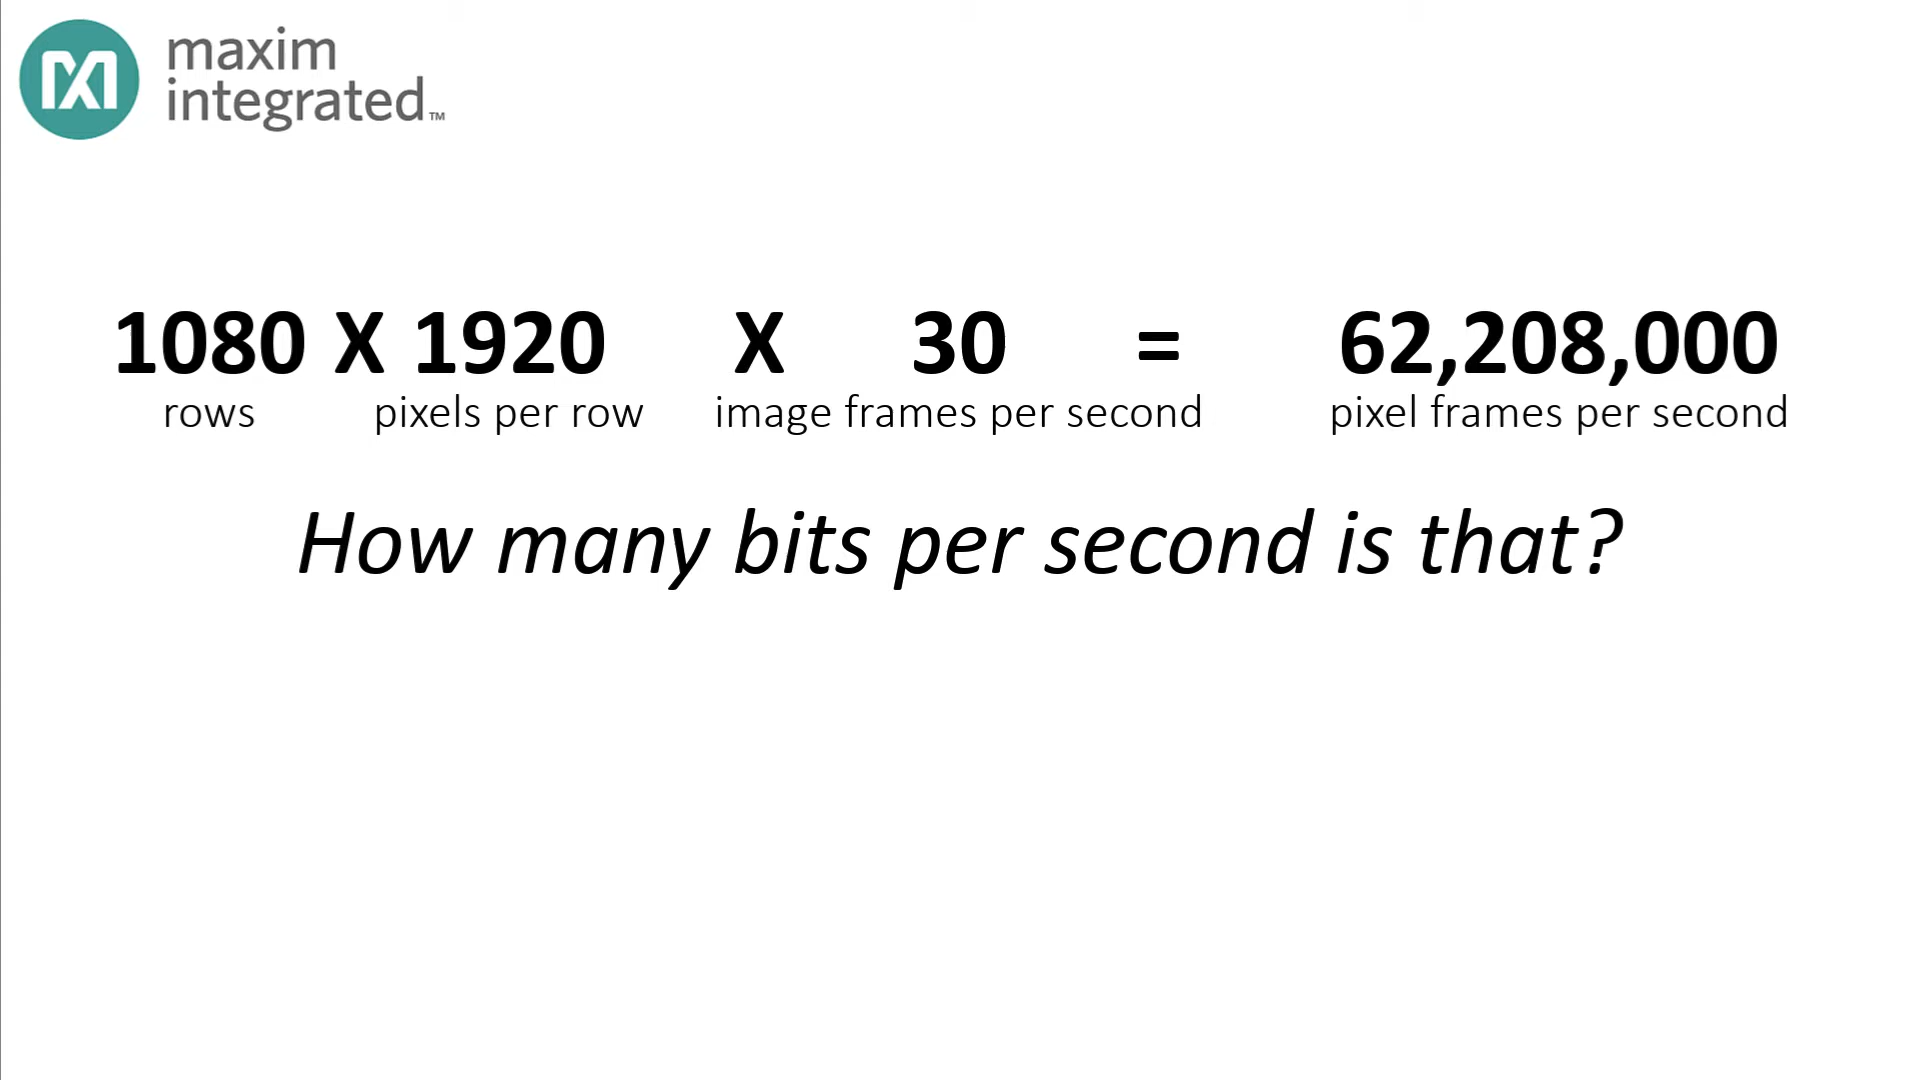 maxim
integrated™
1080 X 1920 X 30 = 62,208,000
rows pixels per row image frames per second pixel frames per second
How many bits per second is that?